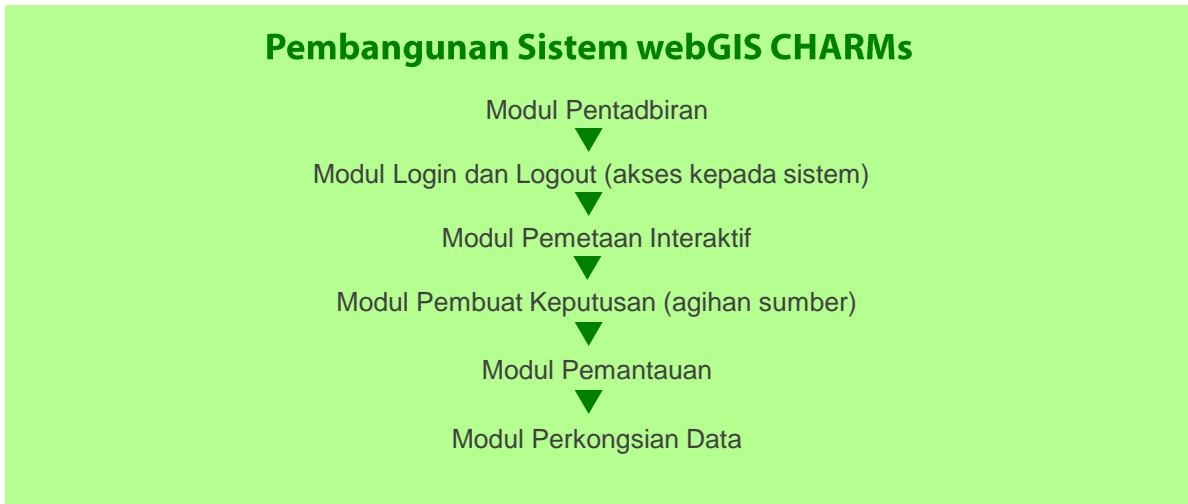 Pembangunan Sistem webGIS CHARMs
Modul Pentadbiran
Modul Login dan Logout (akses kepada sistem)
Modul Pemetaan Interaktif
Modul Pembuat Keputusan (agihan sumber)
Modul Pemantauan
Modul Perkongsian Data